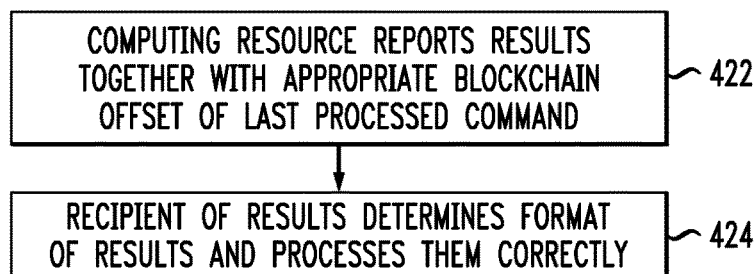 COMPUTING RESOURCE REPORTS RESULTS
TOGETHER WITH APPROPRIATE BLOCKCHAIN
OFFSET OF LAST PROCESSED COMMAND
422
RECIPIENT OF RESULTS DETERMINES FORMAT
OF RESULTS AND PROCESSES THEM CORRECTLY
424